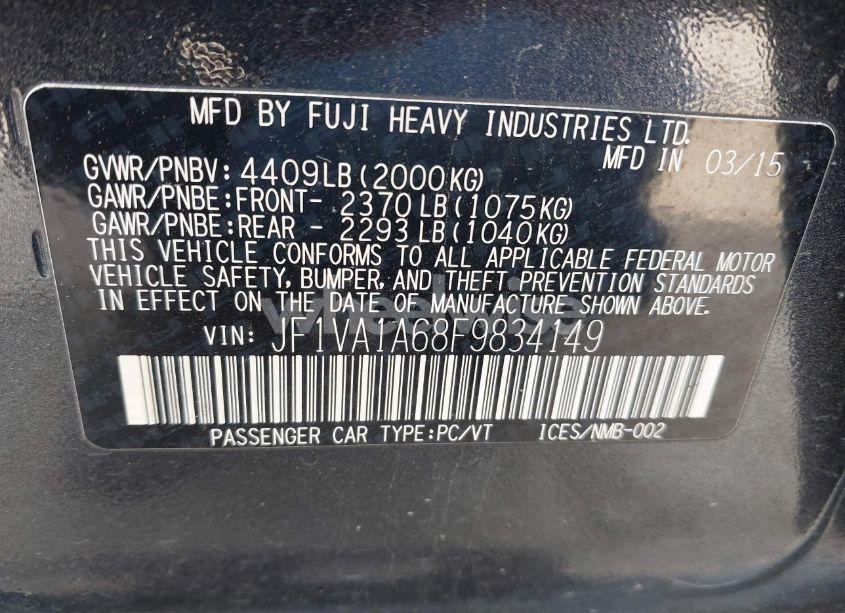 MFD BY FUJI HEAVY INDUSTRIES LTD.
MFD IN 03/15
GVWR/PNBV: 4409LB(2000KG)
GAWR/PNBE:FRONT- 2370 LB(1075KG)
GAWR/PNBE:REAR - 2293 LB(1040KG)
THIS VEHICLE CONFORMS TO ALL APPLICABLE FEDERAL MOTOR
VEHICLE SAFETY, BUMPER, AND THEFT PREVENTION STANDARDS
IN EFFECT ON THE DATE OF MANUFACTURE SHOWN ABOVE.
VIN: JF1VA1A68F9834149
PASSENGER CAR TYPE:PC/VT ICES/NMB-002